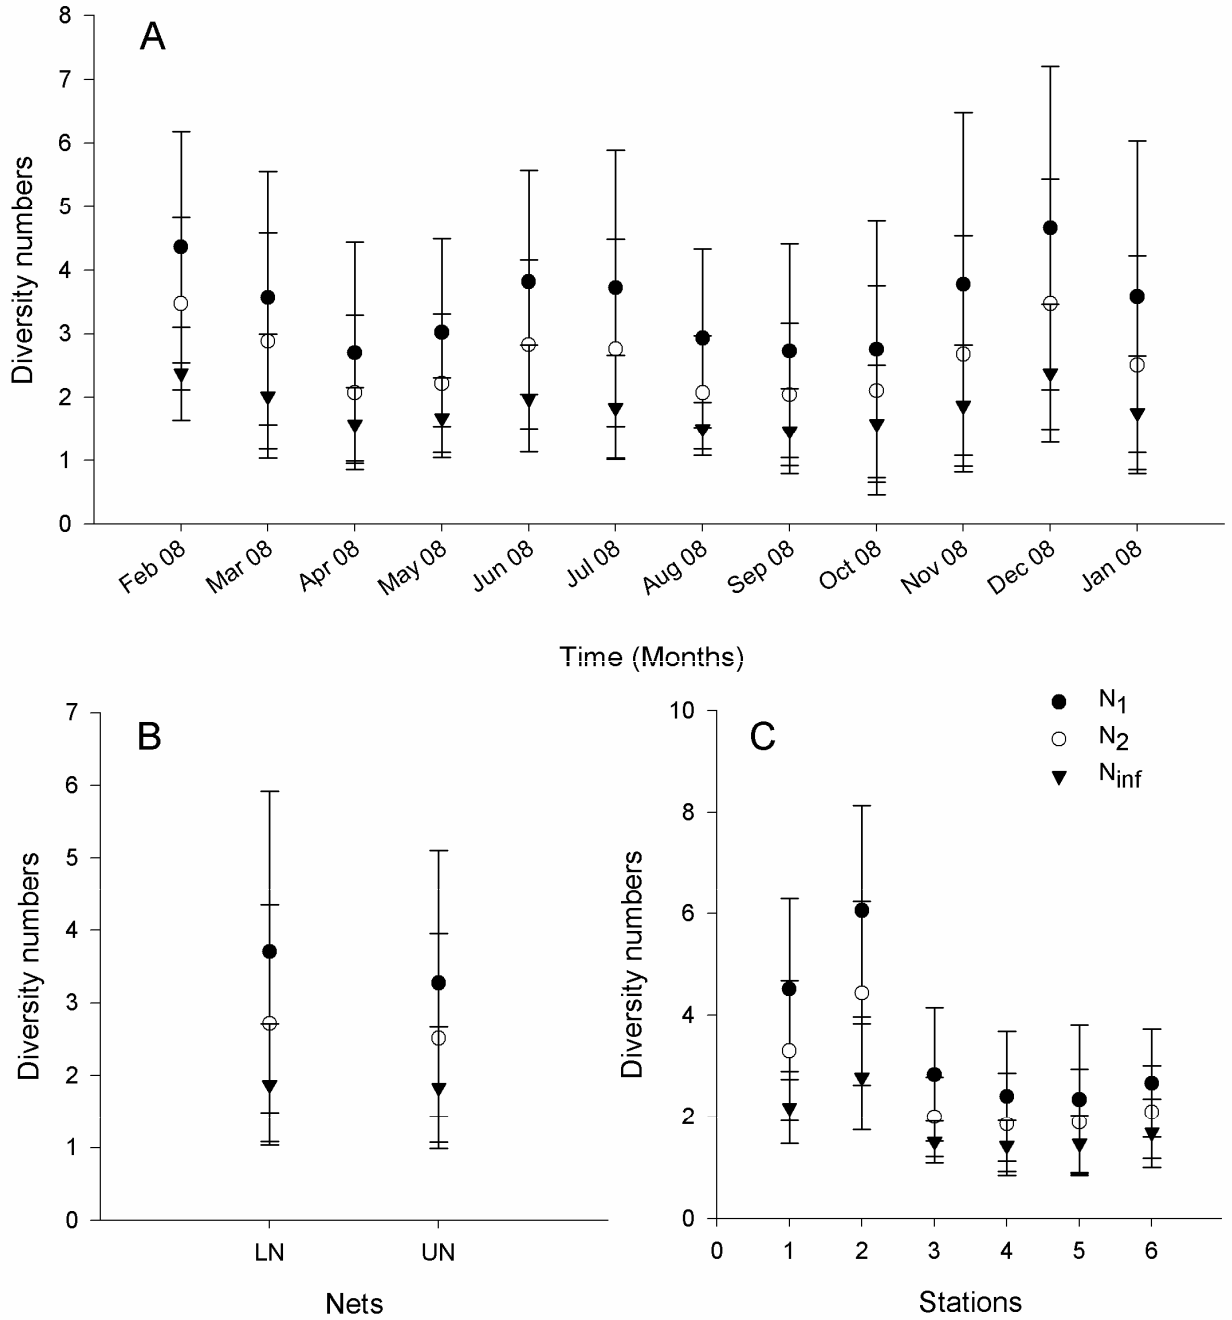 A
8
7
6
5
4
3
2
1
0
Diversity numbers
Feb 08
Mar 08
Apr 08
May 08
Jun 08
Jul 08
Aug 08
Sep 08
Oct 08
Nov 08
Dec 08
Jan 08
Time (Months)
B
7
6
5
4
3
2
1
0
Diversity numbers
LN
UN
Nets
C
10
8
6
4
2
0
Diversity numbers
0
1
2
3
4
5
6
Stations
N1
N2
Ninf